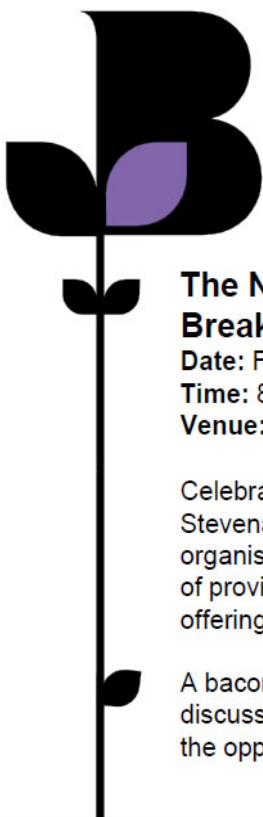 B
The N
Break
Date: F
Time: 8
Venue:
Celebra
Stevena
organis
of provi
offering
A bacor
discuss
the opp